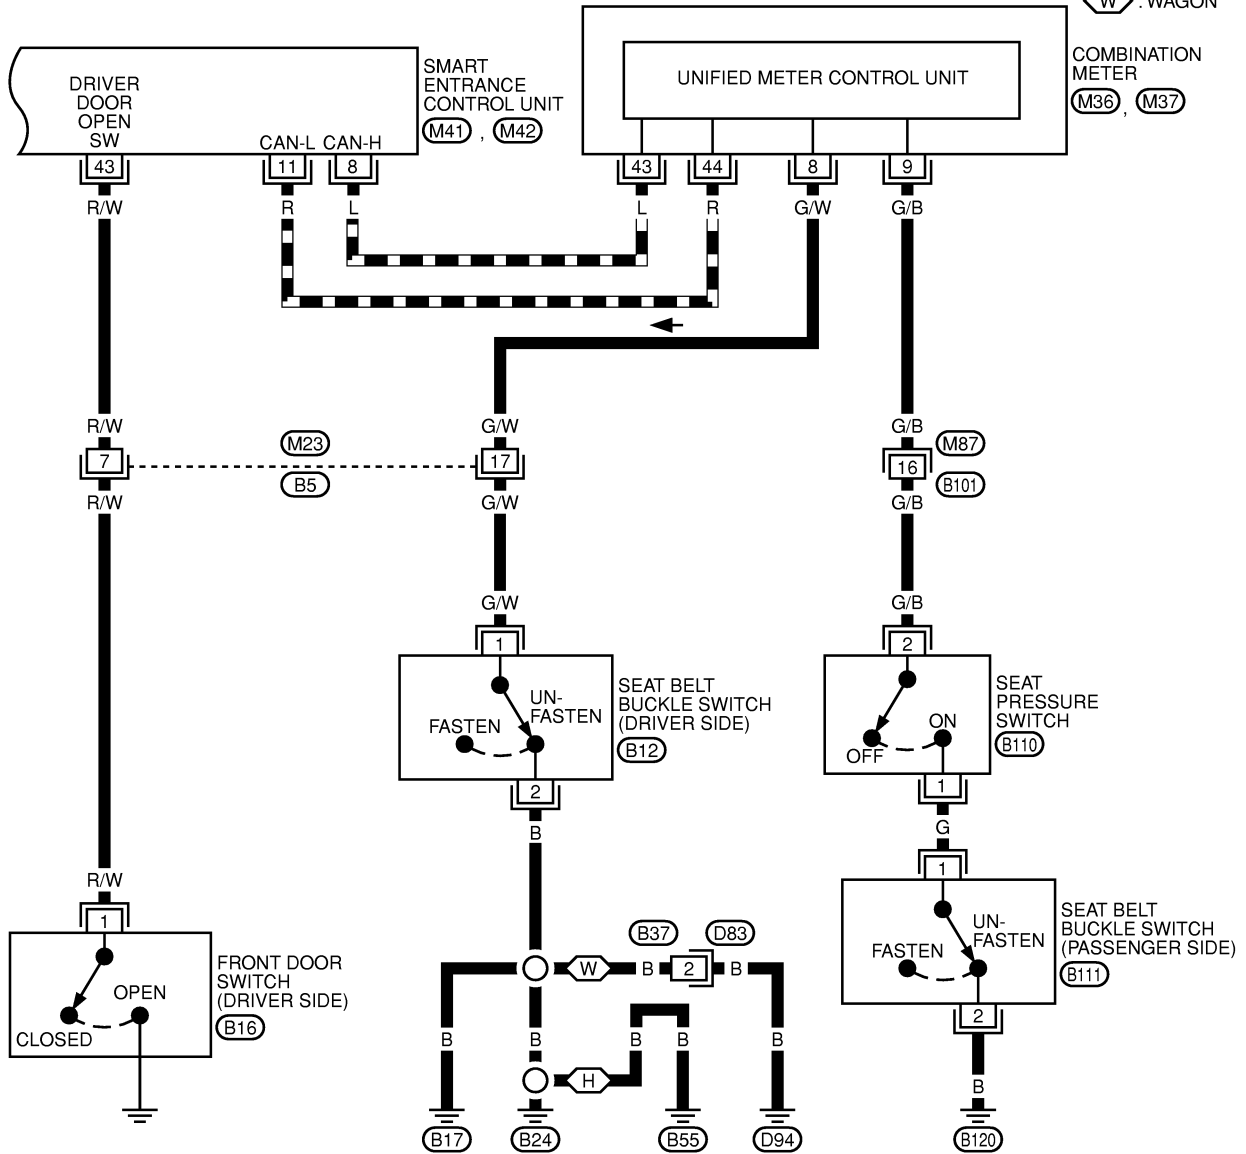 W : WAGON
DRIVER
DOOR
OPEN
SW
CAN-L CAN-H
SMART
ENTRANCE
CONTROL UNIT
M41 , M42
UNIFIED METER CONTROL UNIT
COMBINATION
METER
M36 , M37
43 11 8 43 44 8 9
R/W R L L R G/W G/B
R/W G/W G/B
M23 M87
7 17 16
B5 B101
R/W G/W G/B
G/W G/B
1 2
UN-
FASTEN
FASTEN
SEAT BELT
BUCKLE SWITCH
(DRIVER SIDE)
B12
2
B
ON
OFF
SEAT
PRESSURE
SWITCH
B110
1
G
1
R/W
1
OPEN
CLOSED
FRONT DOOR
SWITCH
(DRIVER SIDE)
B16
UN-
FASTEN
FASTEN
SEAT BELT
BUCKLE SWITCH
(PASSENGER SIDE)
B111
2
B37 D83
W B 2 B
B B B B B
H
B
B17 B24 B55 D94 B120